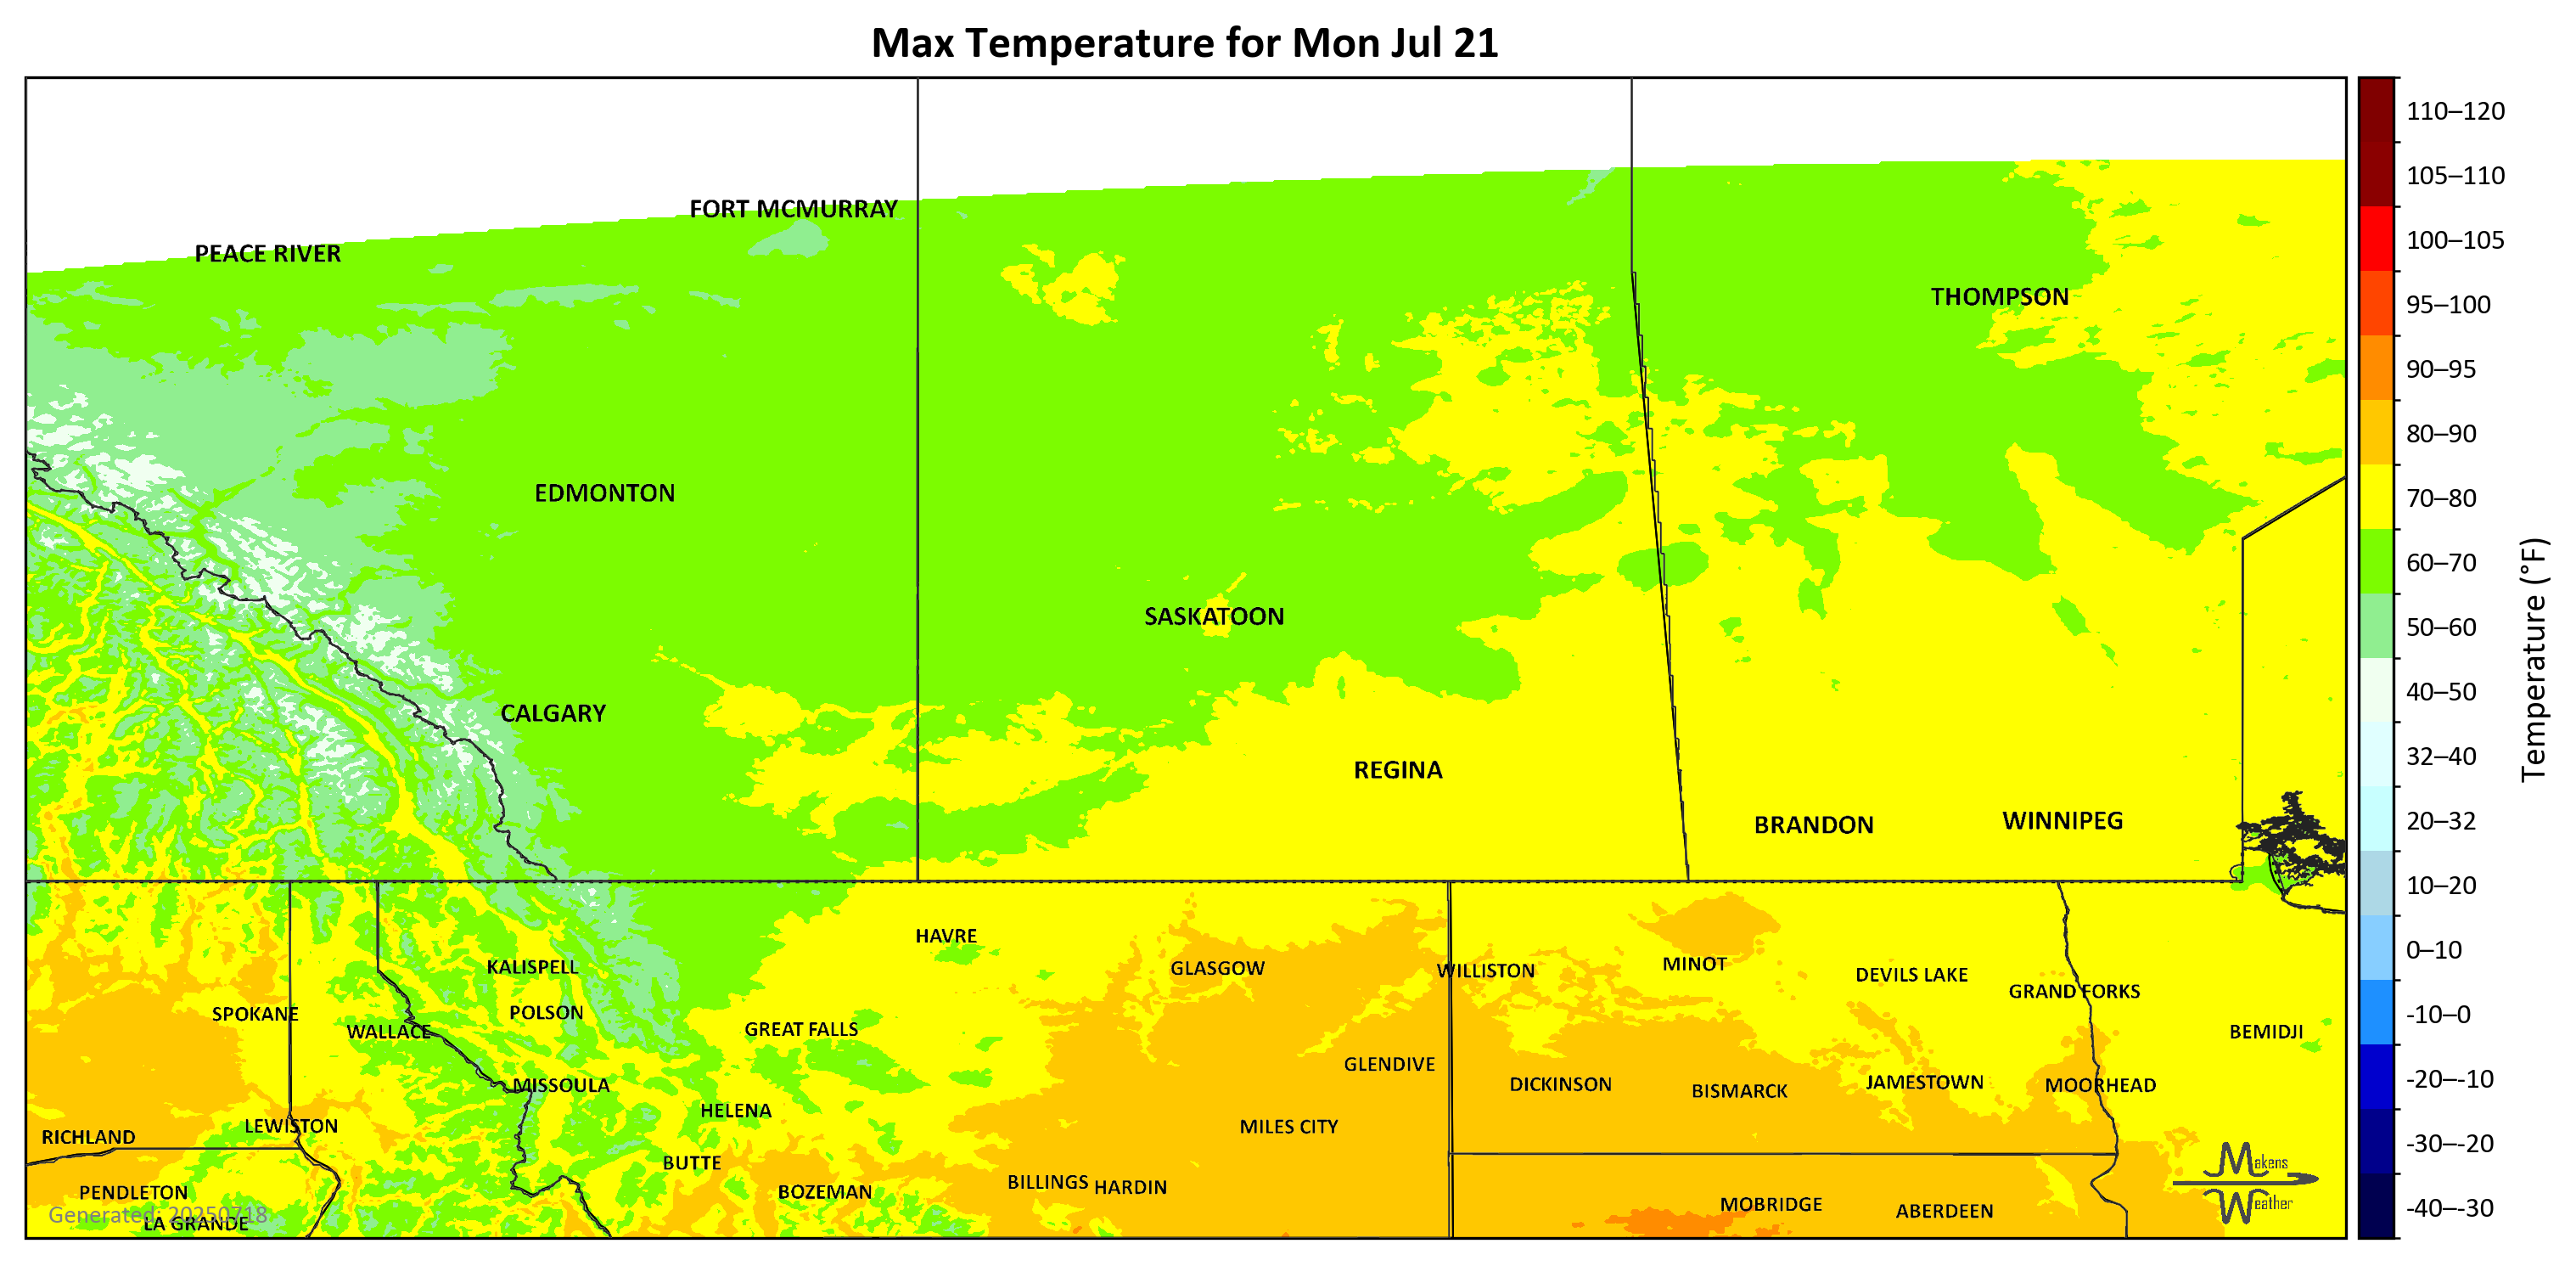 Max Temperature for Mon Jul 21
110–120
105–110
100–105
95–100
90–95
80–90
70–80
60–70
50–60
40–50
32–40
20–32
10–20
0–10
-10–0
-20–-10
-30–-20
-40–-30
Temperature (°F)
FORT MCMURRAY
PEACE RIVER
THOMPSON
EDMONTON
SASKATOON
CALGARY
REGINA
BRANDON
WINNIPEG
HAVRE
KALISPELL
GLASGOW
WILLISTON
MINOT
DEVILS LAKE
GRAND FORKS
SPOKANE
POLSON
WALLACE
GREAT FALLS
BEMIDJI
GLENDIVE
MISSOULA
DICKINSON
BISMARCK
JAMESTOWN
MOORHEAD
HELENA
LEWISTON
MILES CITY
RICHLAND
BUTTE
BILLINGS
HARDIN
PENDLETON
BOZEMAN
MOBRIDGE
ABERDEEN
Generated: 20250718
LA GRANDE
Makens
Weather